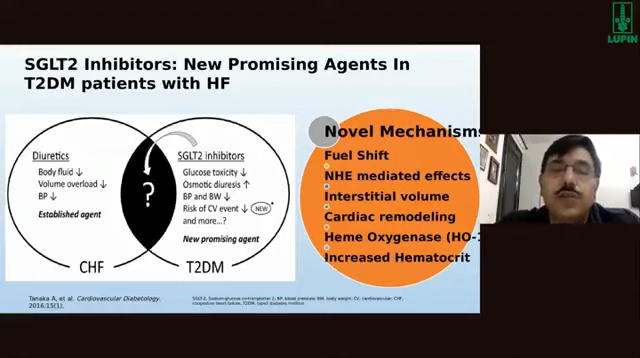 LUPIN
SGLT2 Inhibitors: New Promising Agents In
T2DM patients with HF
Diuretics
Body fluid ↓
Volume overload ↓
BP ↓
Established agent
CHF
?
SGLT2 inhibitors
Glucose toxicity ↓
Osmotic diuresis ↑
BP and BW ↓
Risk of CV event ↓ NEW
and more...?
New promising agent
T2DM
Novel Mechanisms
Fuel Shift
NHE mediated effects
Interstitial volume
Cardiac remodeling
Heme Oxygenase (HO-1
Increased Hematocrit
Tanaka A, et al. Cardiovascular Diabetology.
2016;15(1).